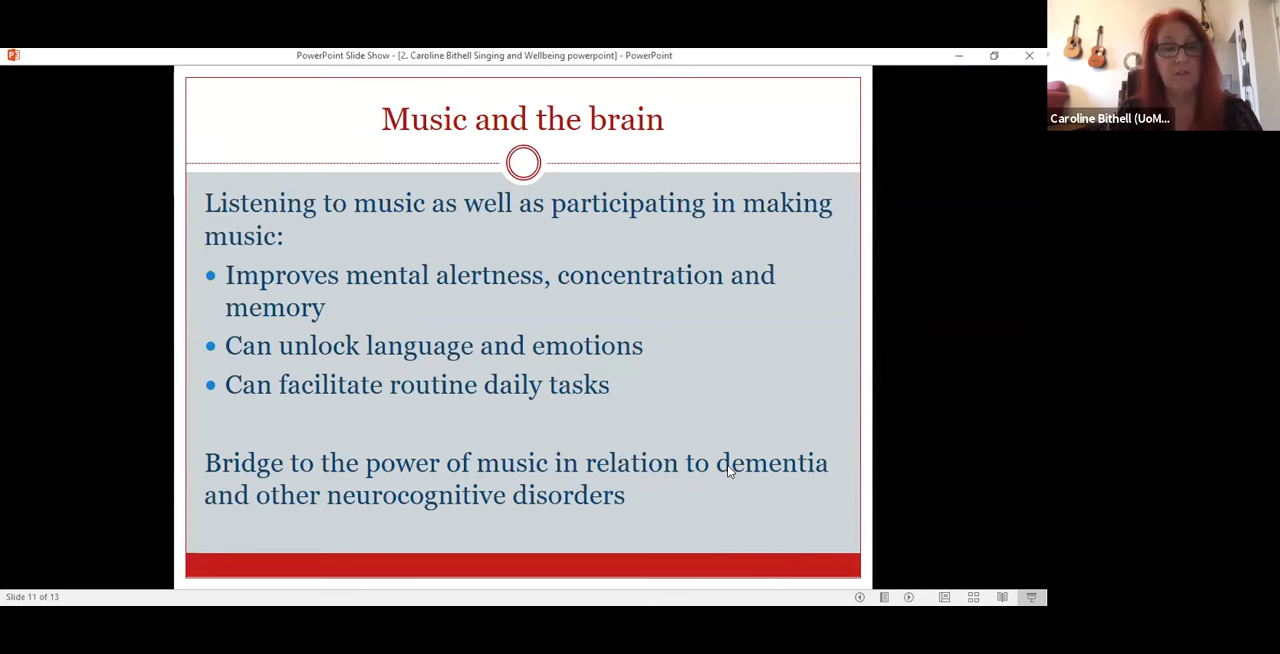 PowerPoint Slide Show - [2. Caroline Bithell Singing and Wellbeing powerpoint] - PowerPoint
Caroline Bithell (UoM...
Music and the brain
Listening to music as well as participating in making
music:
• Improves mental alertness, concentration and
memory
• Can unlock language and emotions
• Can facilitate routine daily tasks
Bridge to the power of music in relation to dementia
and other neurocognitive disorders
Slide 11 of 13